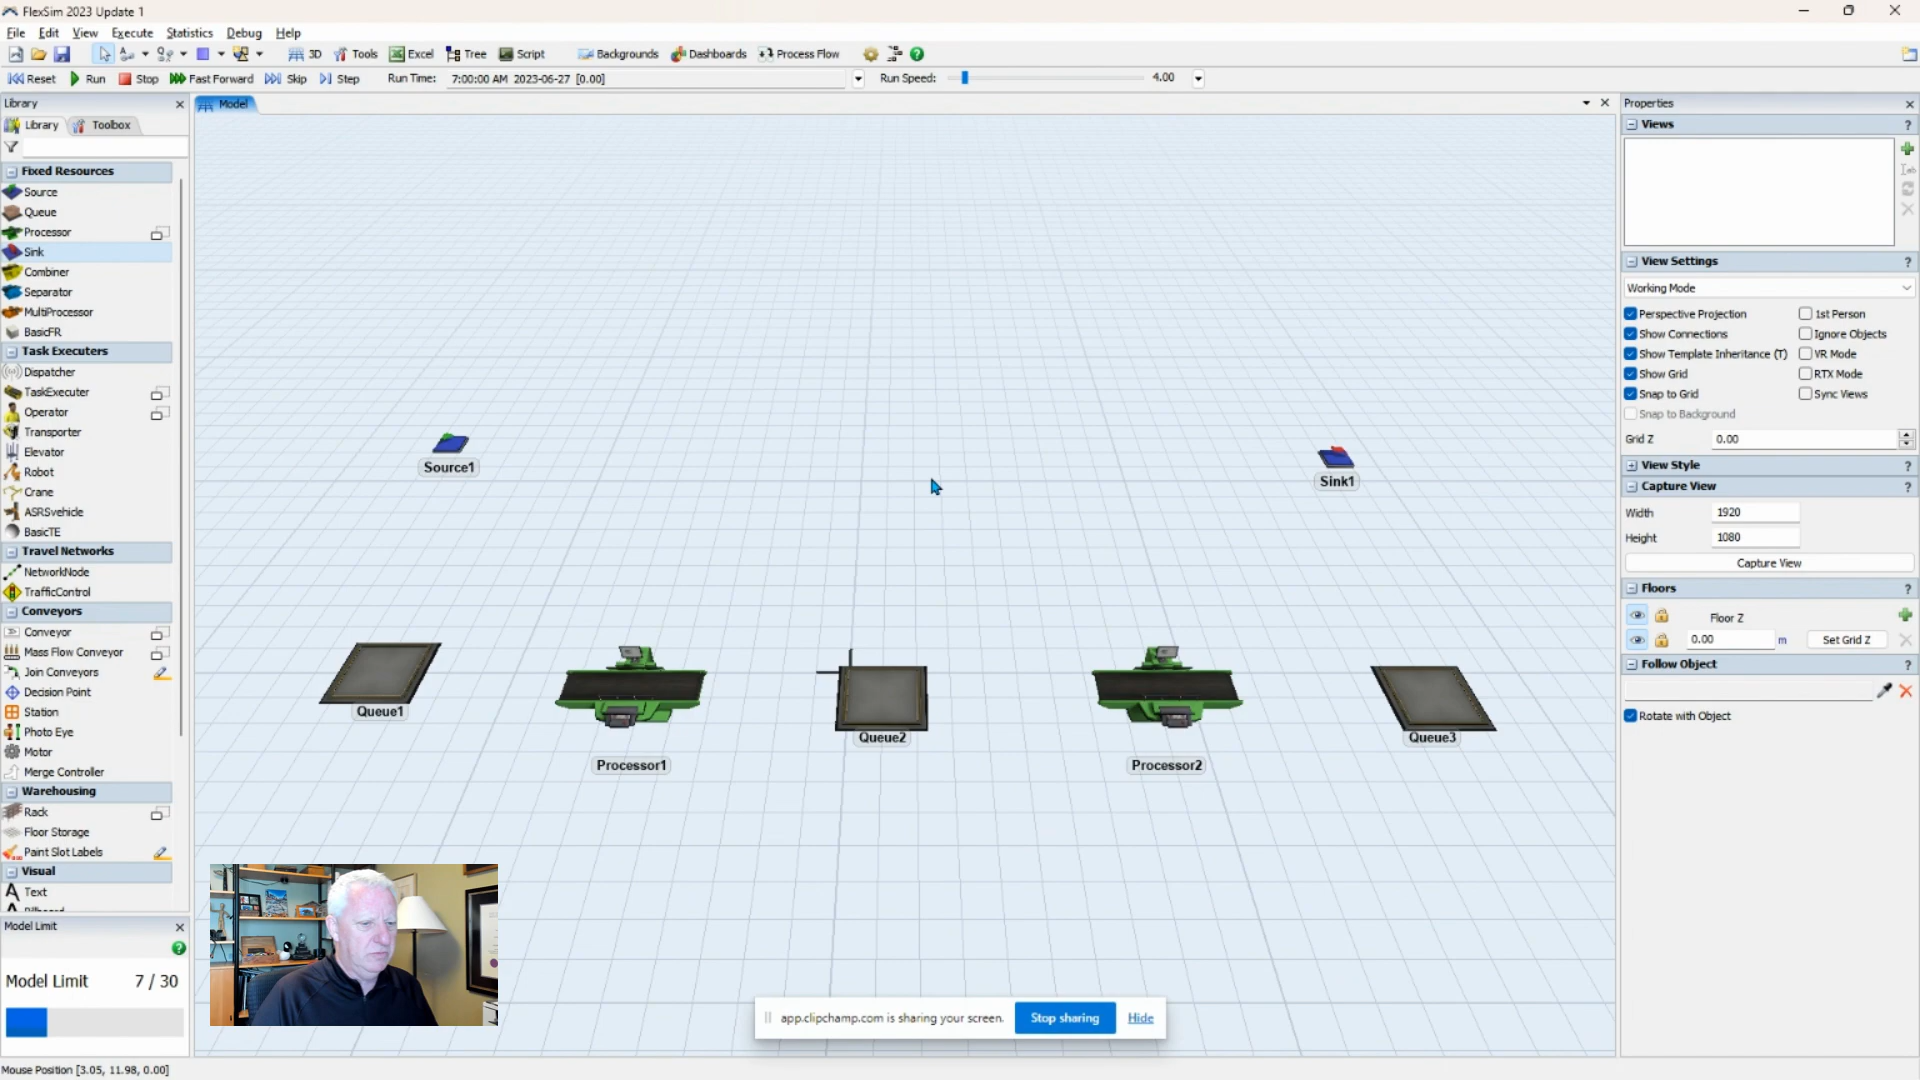 FlexSim 2023 Update 1
File Edit View Execute Statistics Debug Help
3D Tools Excel Tree Script Backgrounds Dashboards Process Flow
Reset Run Stop Fast Forward Skip Step Run Time: 7:00:00 AM 2023-06-27 [0.00] Run Speed: 4.00
Library
Library Toolbox
Fixed Resources
Source
Queue
Processor
Sink
Combiner
Separator
MultiProcessor
BasicFR
Task Executers
Dispatcher
TaskExecuter
Operator
Transporter
Elevator
Robot
Crane
ASRSvehicle
BasicTE
Travel Networks
NetworkNode
TrafficControl
Conveyors
Conveyor
Mass Flow Conveyor
Join Conveyors
Decision Point
Station
Photo Eye
Motor
Merge Controller
Warehousing
Rack
Floor Storage
Paint Slot Labels
Visual
Text
Model Limit
Model Limit 7 / 30
Mouse Position [3.05, 11.98, 0.00]
Model
Source1
Sink1
Queue1
Processor1
Queue2
Processor2
Queue3
app.clipchamp.com is sharing your screen. Stop sharing Hide
Properties
Views ?
View Settings ?
Working Mode
Perspective Projection 1st Person
Show Connections Ignore Objects
Show Template Inheritance (T) VR Mode
Show Grid RTX Mode
Snap to Grid Sync Views
Snap to Background
Grid Z 0.00
View Style ?
Capture View ?
Width 1920
Height 1080
Capture View
Floors ?
Floor Z
0.00 m Set Grid Z
Follow Object ?
Rotate with Object